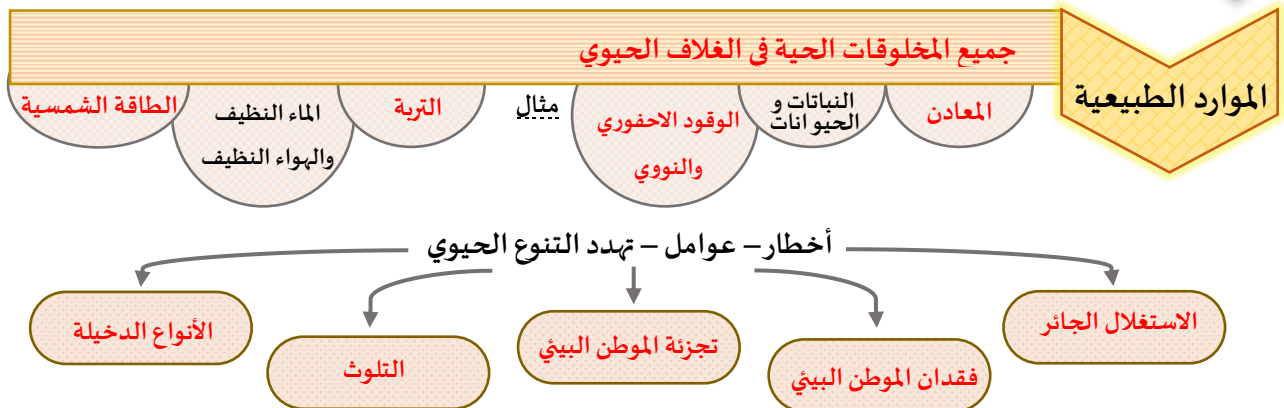 الموارد الطبيعية
جميع المخلوقات الحية في الغلاف الحيوي
المعادن
النباتات و
الحيوانات
الوقود الاحفوري
والنووي
مثال
التربة
الماء النظيف
والهواء النظيف
الطاقة الشمسية
أخطار – عوامل – تهدد التنوع الحيوي
الاستغلال الجائر
فقدان الموطن البيئي
تجزئة الموطن البيئي
التلوث
الأنواع الدخيلة